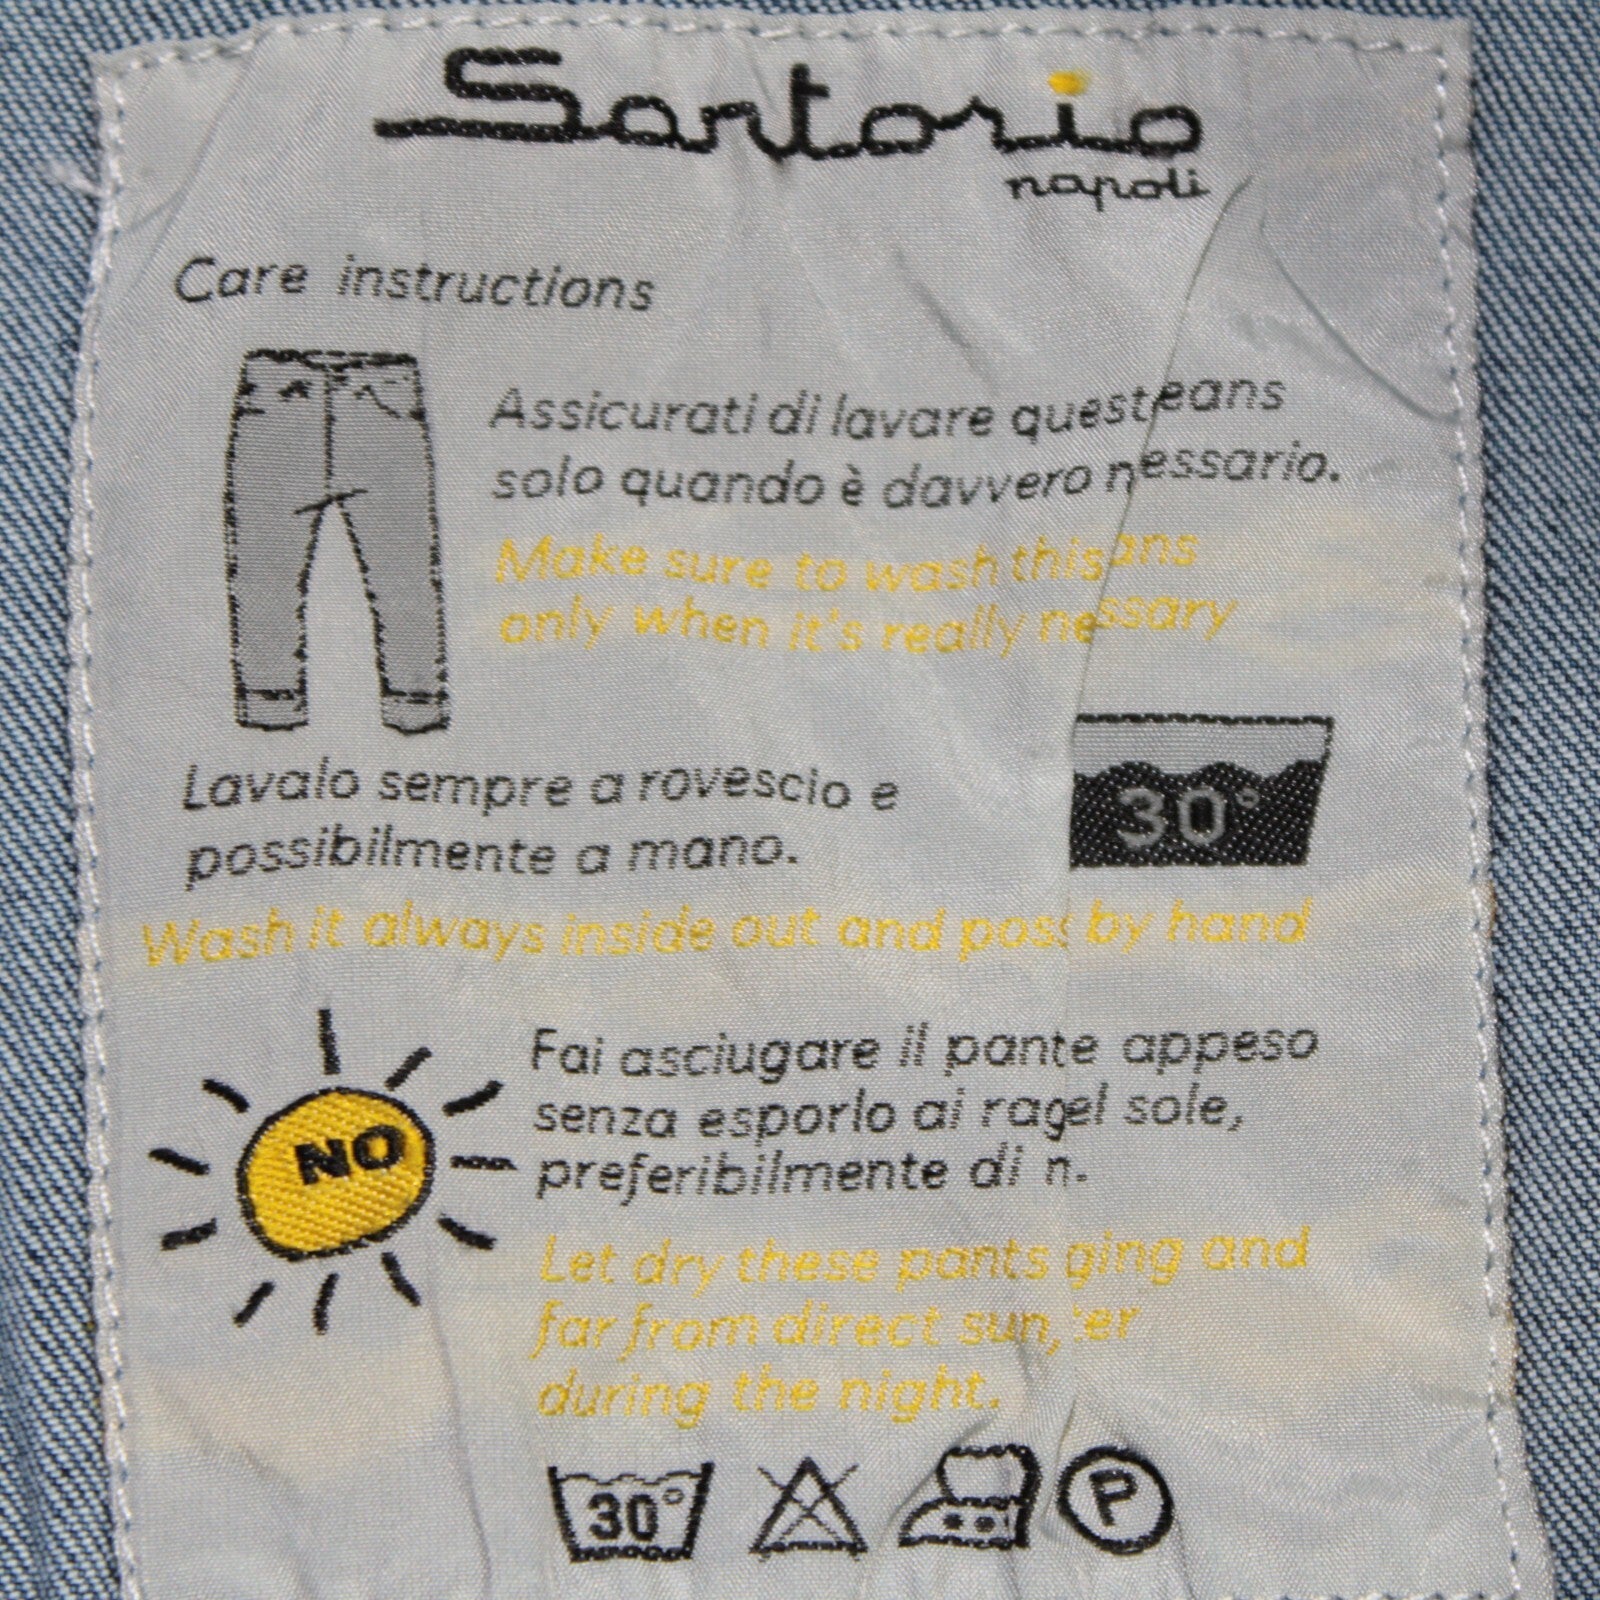 Sartorio
napoli
Care instructions
Assicurati di lavare questeans
solo quando è davvero nessario.
Make sure to wash thisans
only when it's really nessary
30°
Lavalo sempre a rovescio e
possibilmente a mano.
Wash it always inside out and poss by hand
NO
Fai asciugare il pante appeso
senza esporlo ai ragel sole,
preferibilmente di n.
Let dry these pants ging and
far from direct sun, er
during the night.
30°
P